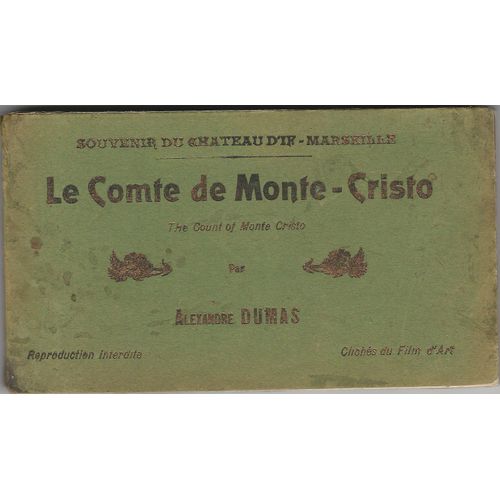 SOUVENIR DU CHATEAU D'IF - MARSEILLE
Le Comte de Monte-Cristo
The Count of Monte Cristo
Par
ALEXANDRE DUMAS
Reproduction Interdite
Clichés du Film d'Art